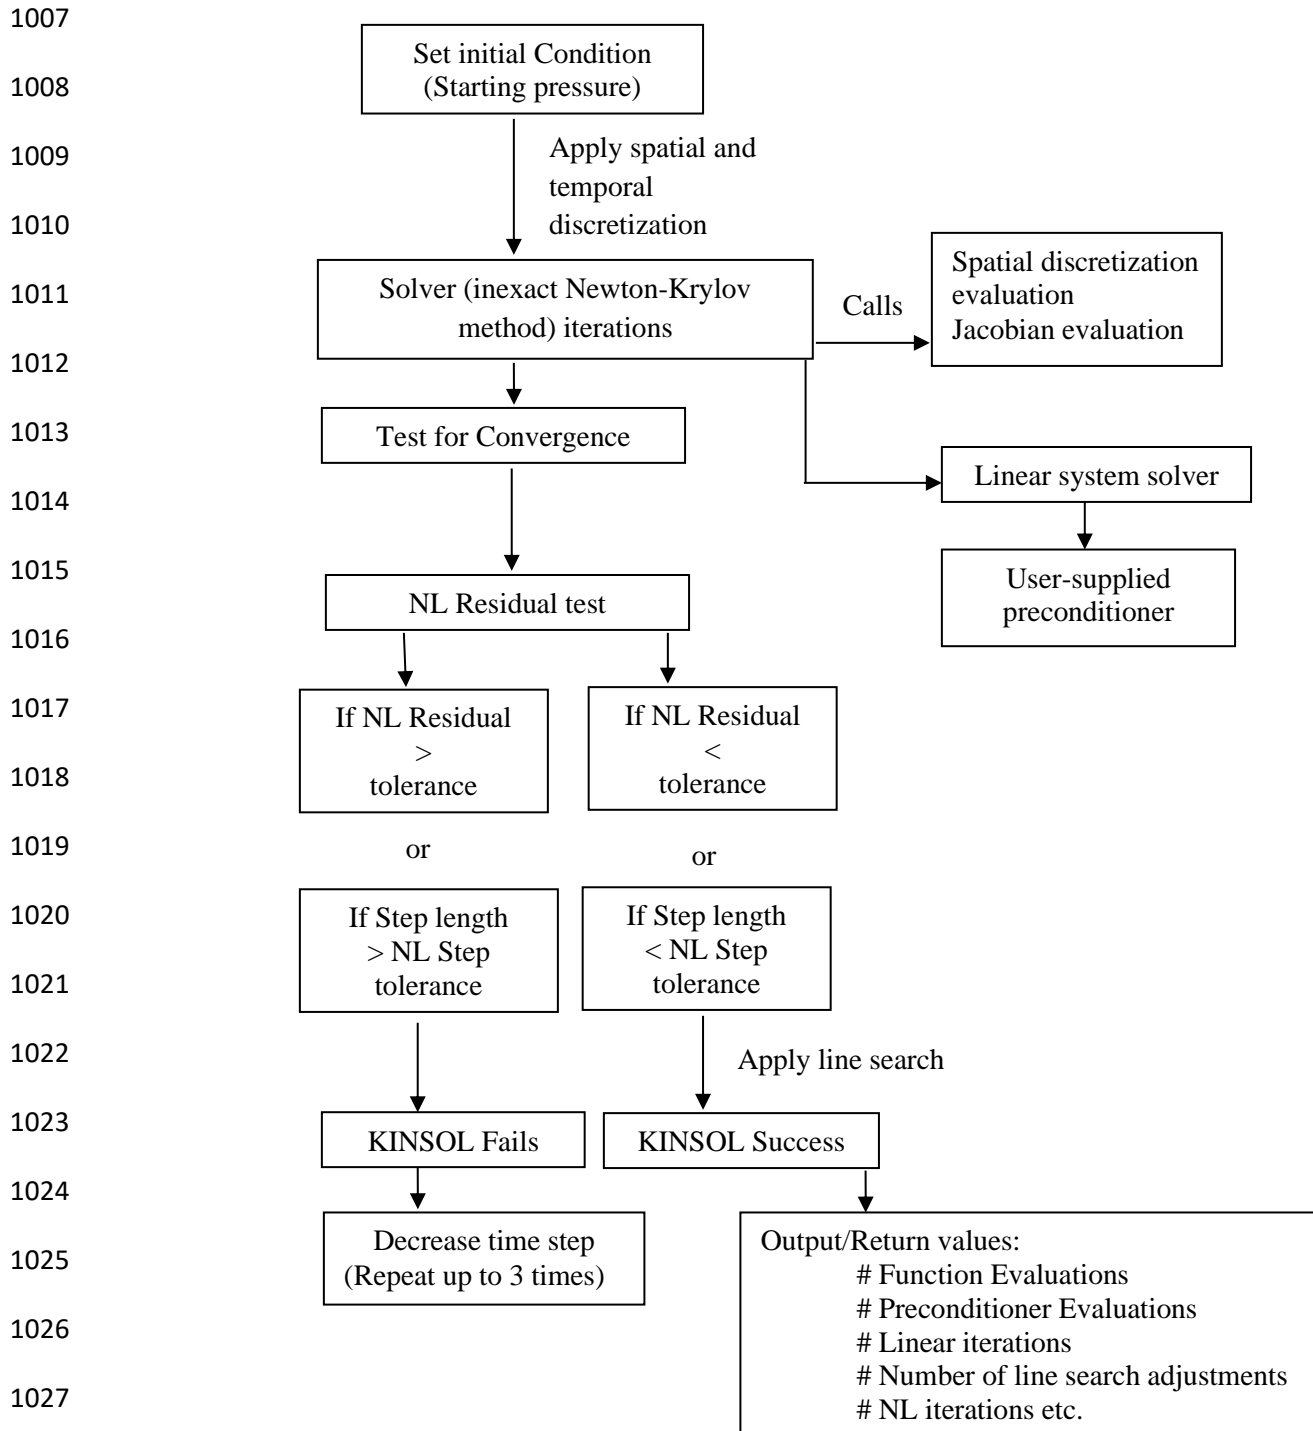 1007
Set initial Condition
(Starting pressure)
1008
1009
Apply spatial and
temporal
discretization
1010
Solver (inexact Newton-Krylov
method) iterations
1011
Calls
Spatial discretization
evaluation
Jacobian evaluation
1012
1013
Test for Convergence
Linear system solver
1014
1015
User-supplied
preconditioner
NL Residual test
1016
1017
If NL Residual
>
tolerance
If NL Residual
<
tolerance
1018
1019
or
or
1020
If Step length
> NL Step
tolerance
If Step length
< NL Step
tolerance
1021
1022
Apply line search
1023
KINSOL Fails
KINSOL Success
1024
1025
Decrease time step
(Repeat up to 3 times)
Output/Return values:
# Function Evaluations
# Preconditioner Evaluations
1026
# Linear iterations
# Number of line search adjustments
1027
# NL iterations etc.